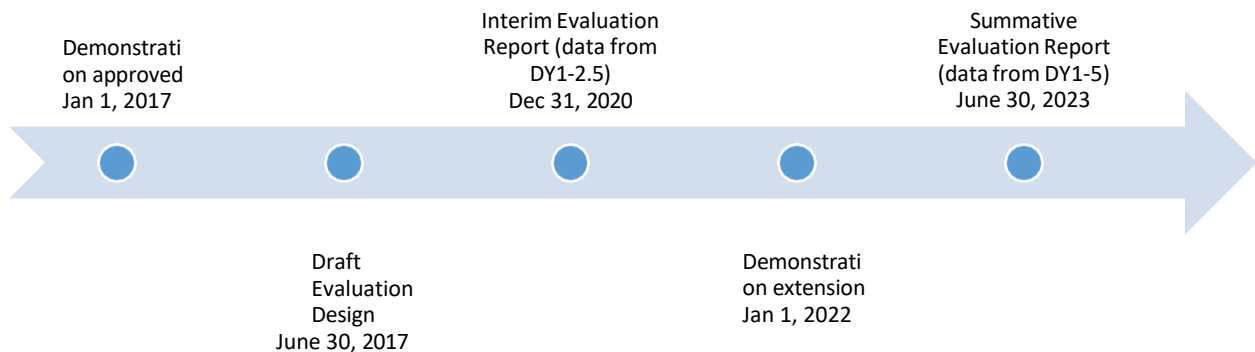 Demonstrati
on approved
Jan 1, 2017
Draft
Evaluation
Design
June 30, 2017
Interim Evaluation
Report (data from
DY1-2.5)
Dec 31, 2020
Demonstrati
on extension
Jan 1, 2022
Summative
Evaluation Report
(data from DY1-5)
June 30, 2023